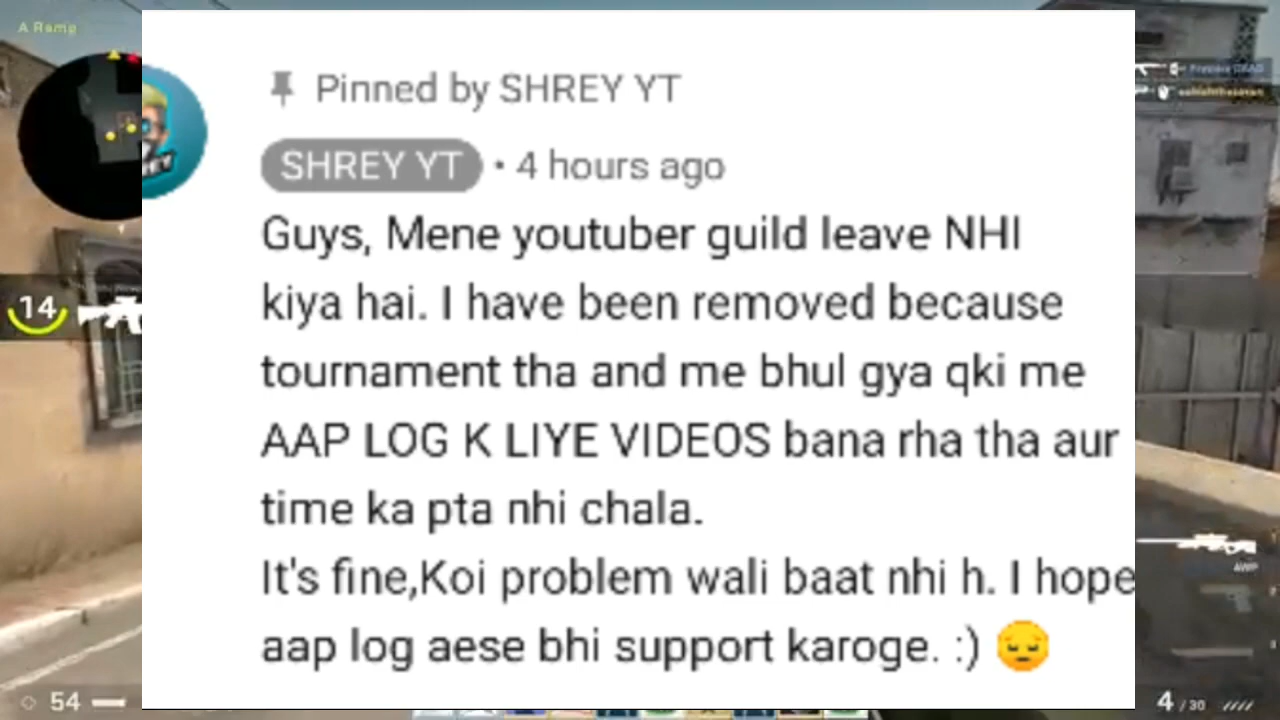 A Ramp
Pinned by SHREY YT
SHREY YT • 4 hours ago
Guys, Mene youtuber guild leave NHI
kiya hai. I have been removed because
tournament tha and me bhul gya qki me
AAP LOG K LIYE VIDEOS bana rha tha aur
time ka pta nhi chala.
It's fine,Koi problem wali baat nhi h. I hope
aap log aese bhi support karoge. :) 😔
14
AWP
54
4 / 30